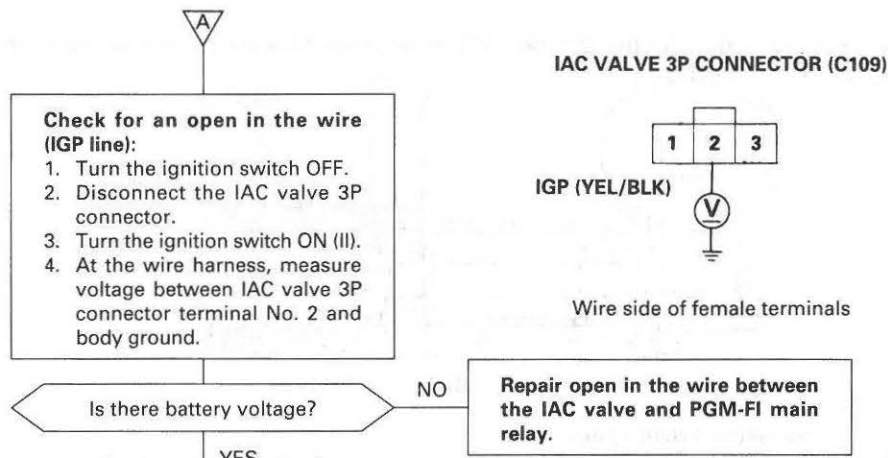 A
IAC VALVE 3P CONNECTOR (C109)
Check for an open in the wire
(IGP line):
1. Turn the ignition switch OFF.
2. Disconnect the IAC valve 3P
connector.
3. Turn the ignition switch ON (II).
4. At the wire harness, measure
voltage between IAC valve 3P
connector terminal No. 2 and
body ground.
1 2 3
IGP (YEL/BLK)
V
Wire side of female terminals
Is there battery voltage?
NO
Repair open in the wire between
the IAC valve and PGM-FI main
relay.
YES